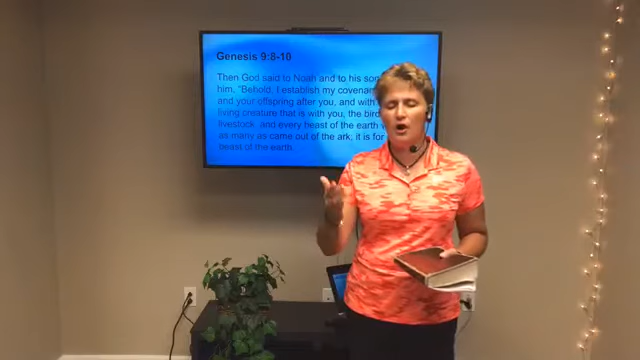 Genesis 9:8-10
Then God said to Noah and to his
him, "Behold, I establish my
and your offspring after you, and with
living creature that is with you, the
livestock, and every beast of the earth
as many as came out of the ark; it is for
beast of the earth.